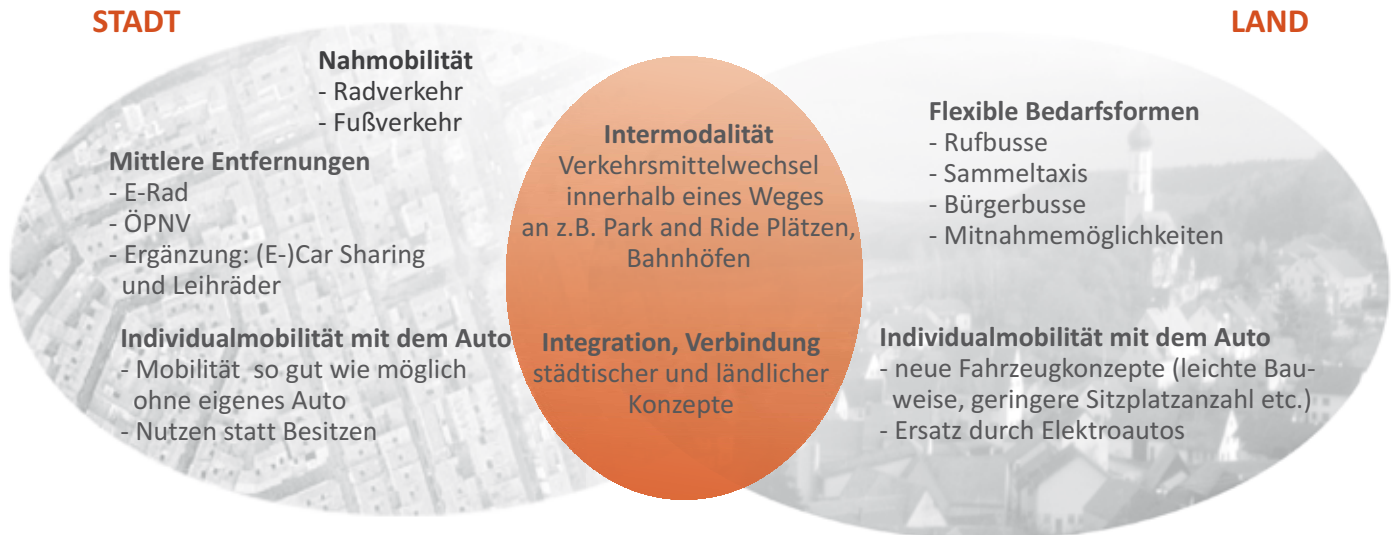 STADT
Nahmobilität
- Radverkehr
- Fußverkehr
Mittlere Entfernungen
- E-Rad
- ÖPNV
- Ergänzung: (E-)Car Sharing
und Leihräder
Individualmobilität mit dem Auto
- Mobilität so gut wie möglich
ohne eigenes Auto
- Nutzen statt Besitzen
Intermodalität
Verkehrsmittelwechsel
innerhalb eines Weges
an z.B. Park and Ride Plätzen,
Bahnhöfen
Integration, Verbindung
städtischer und ländlicher
Konzepte
LAND
Flexible Bedarfsformen
- Rufbusse
- Sammeltaxis
- Bürgerbusse
- Mitnahmemöglichkeiten
Individualmobilität mit dem Auto
- neue Fahrzeugkonzepte (leichte Bau-
weise, geringere Sitzplatzanzahl etc.)
- Ersatz durch Elektroautos